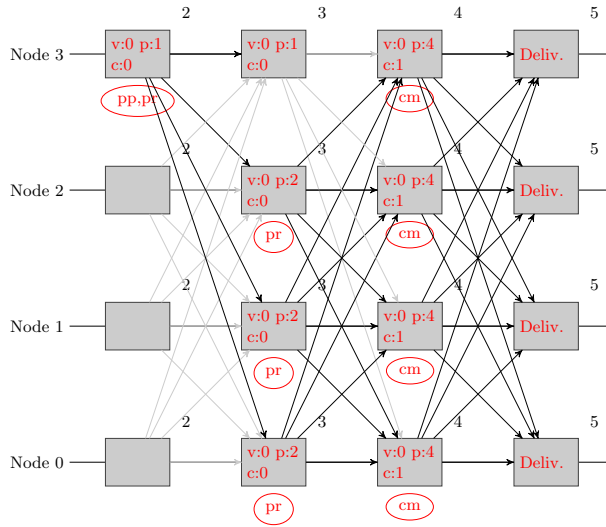 2 3 4 5
Node 3 v:0 p:1 v:0 p:1 v:0 p:4 Deliv.
c:0 c:0 c:1
pp,pr cm
2 3 4 5
Node 2 v:0 p:2 v:0 p:4 Deliv.
c:0 c:1
pr cm
2 3 4 5
Node 1 v:0 p:2 v:0 p:4 Deliv.
c:0 c:1
pr cm
2 3 4 5
Node 0 v:0 p:2 v:0 p:4 Deliv.
c:0 c:1
pr cm